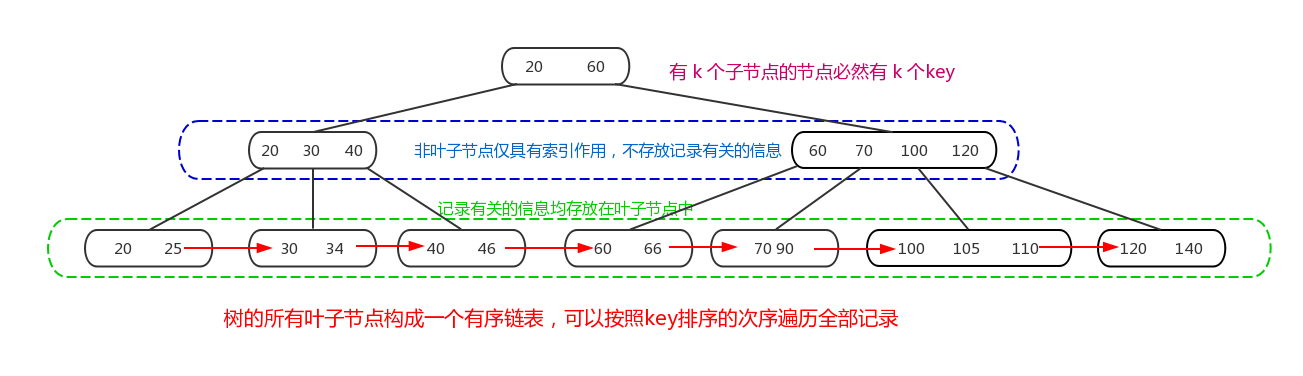 20 60
有 k 个子节点的节点必然有 k 个key
20 30 40
非叶子节点仅具有索引作用，不存放记录有关的信息
60 70 100 120
记录有关的信息均存放在叶子节点中
20 25 30 34 40 46 60 66 70 90 100 105 110 120 140
树的所有叶子节点构成一个有序链表，可以按照key排序的次序遍历全部记录